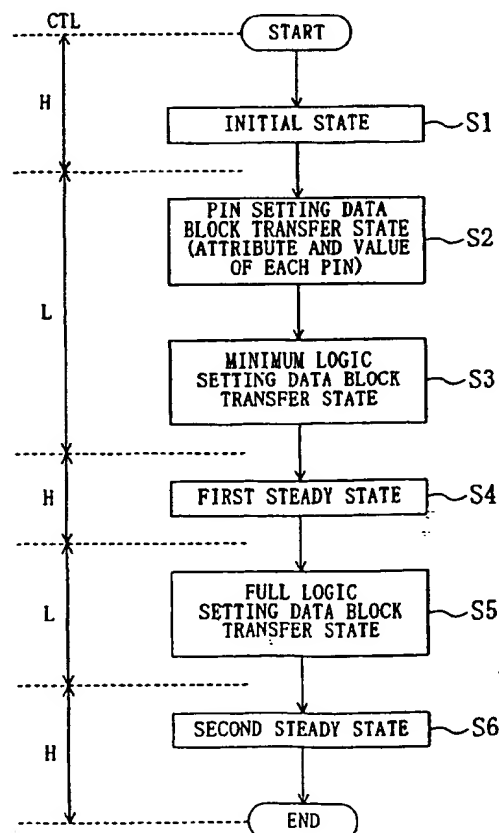 CTL
START
H
INITIAL STATE
S1
PIN SETTING DATA
BLOCK TRANSFER STATE
(ATTRIBUTE AND VALUE
OF EACH PIN)
S2
L
MINIMUM LOGIC
SETTING DATA BLOCK
TRANSFER STATE
S3
H
FIRST STEADY STATE
S4
L
FULL LOGIC
SETTING DATA BLOCK
TRANSFER STATE
S5
H
SECOND STEADY STATE
S6
END